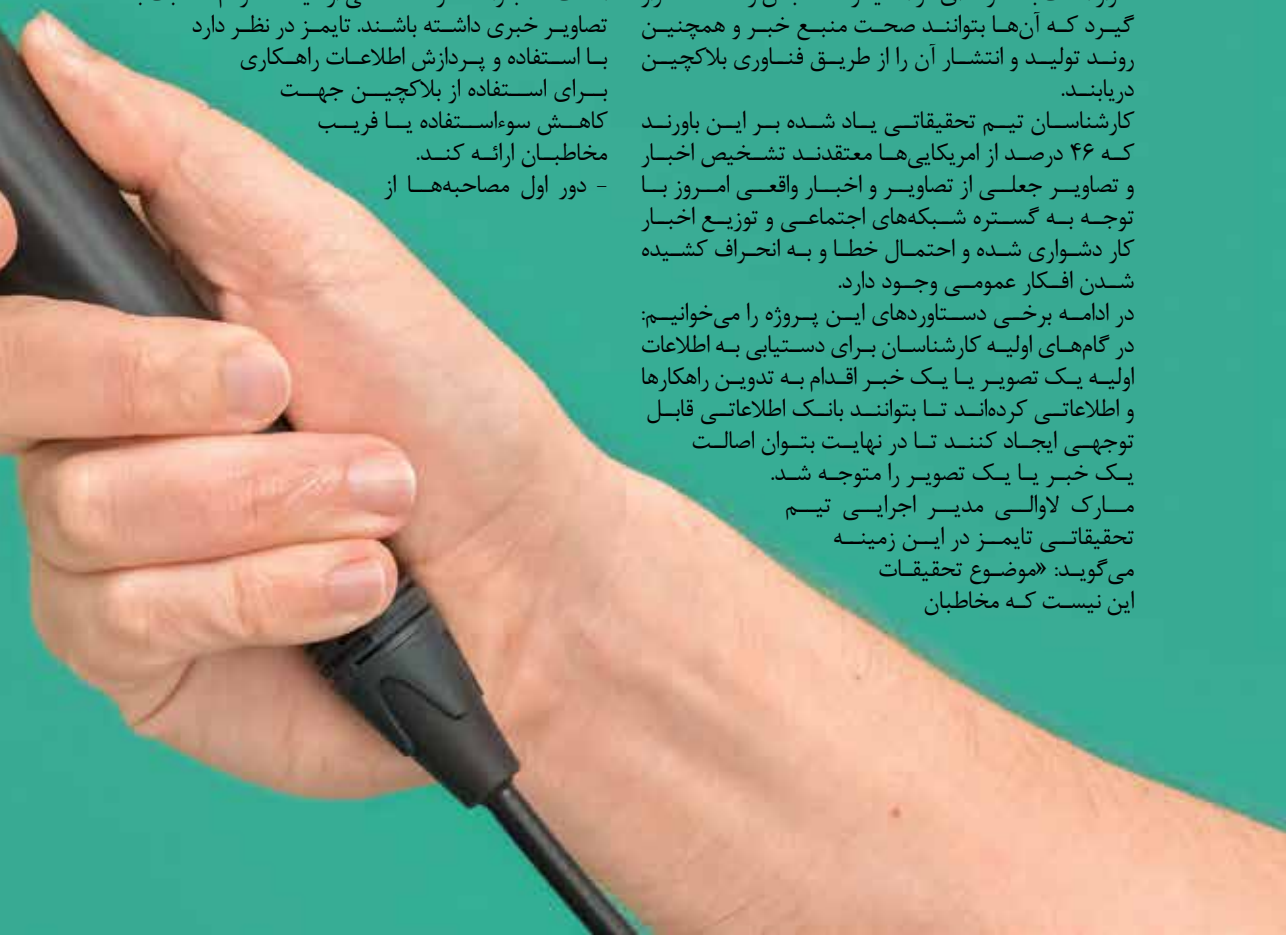 گیرد که آن‌ها بتوانند صحت منبع خبر و همچنین
روند تولید و انتشار آن را از طریق فناوری بلاکچین
دریابند.
کارشناسان تیم تحقیقاتی یاد شده بر این باورند
که ۴۶ درصد از امریکایی‌ها معتقدند تشخیص اخبار
و تصاویر جعلی از تصاویر و اخبار واقعی امروز با
توجه به گستره شبکه‌های اجتماعی و توزیع اخبار
کار دشواری شده و احتمال خطا و به انحراف کشیده
شدن افکار عمومی وجود دارد.
در ادامه برخی دستاوردهای این پروژه را می‌خوانیم:
در گام‌های اولیه کارشناسان برای دستیابی به اطلاعات
اولیه یک تصویر یا یک خبر اقدام به تدوین راهکارها
و اطلاعاتی کرده‌اند تا بتوانند بانک اطلاعاتی قابل
توجهی ایجاد کنند تا در نهایت بتوان اصالت
یک خبر یا یک تصویر را متوجه شد.
مارک لاوالی مدیر اجرایی تیم
تحقیقاتی تایمز در این زمینه
می‌گوید: «موضوع تحقیقات
این نیست که مخاطبان
تصاویر خبری داشته باشند. تایمز در نظر دارد
با استفاده و پردازش اطلاعات راهکاری
برای استفاده از بلاکچین جهت
کاهش سوءاستفاده یا فریب
مخاطبان ارائه کند.
- دور اول مصاحبه‌ها از